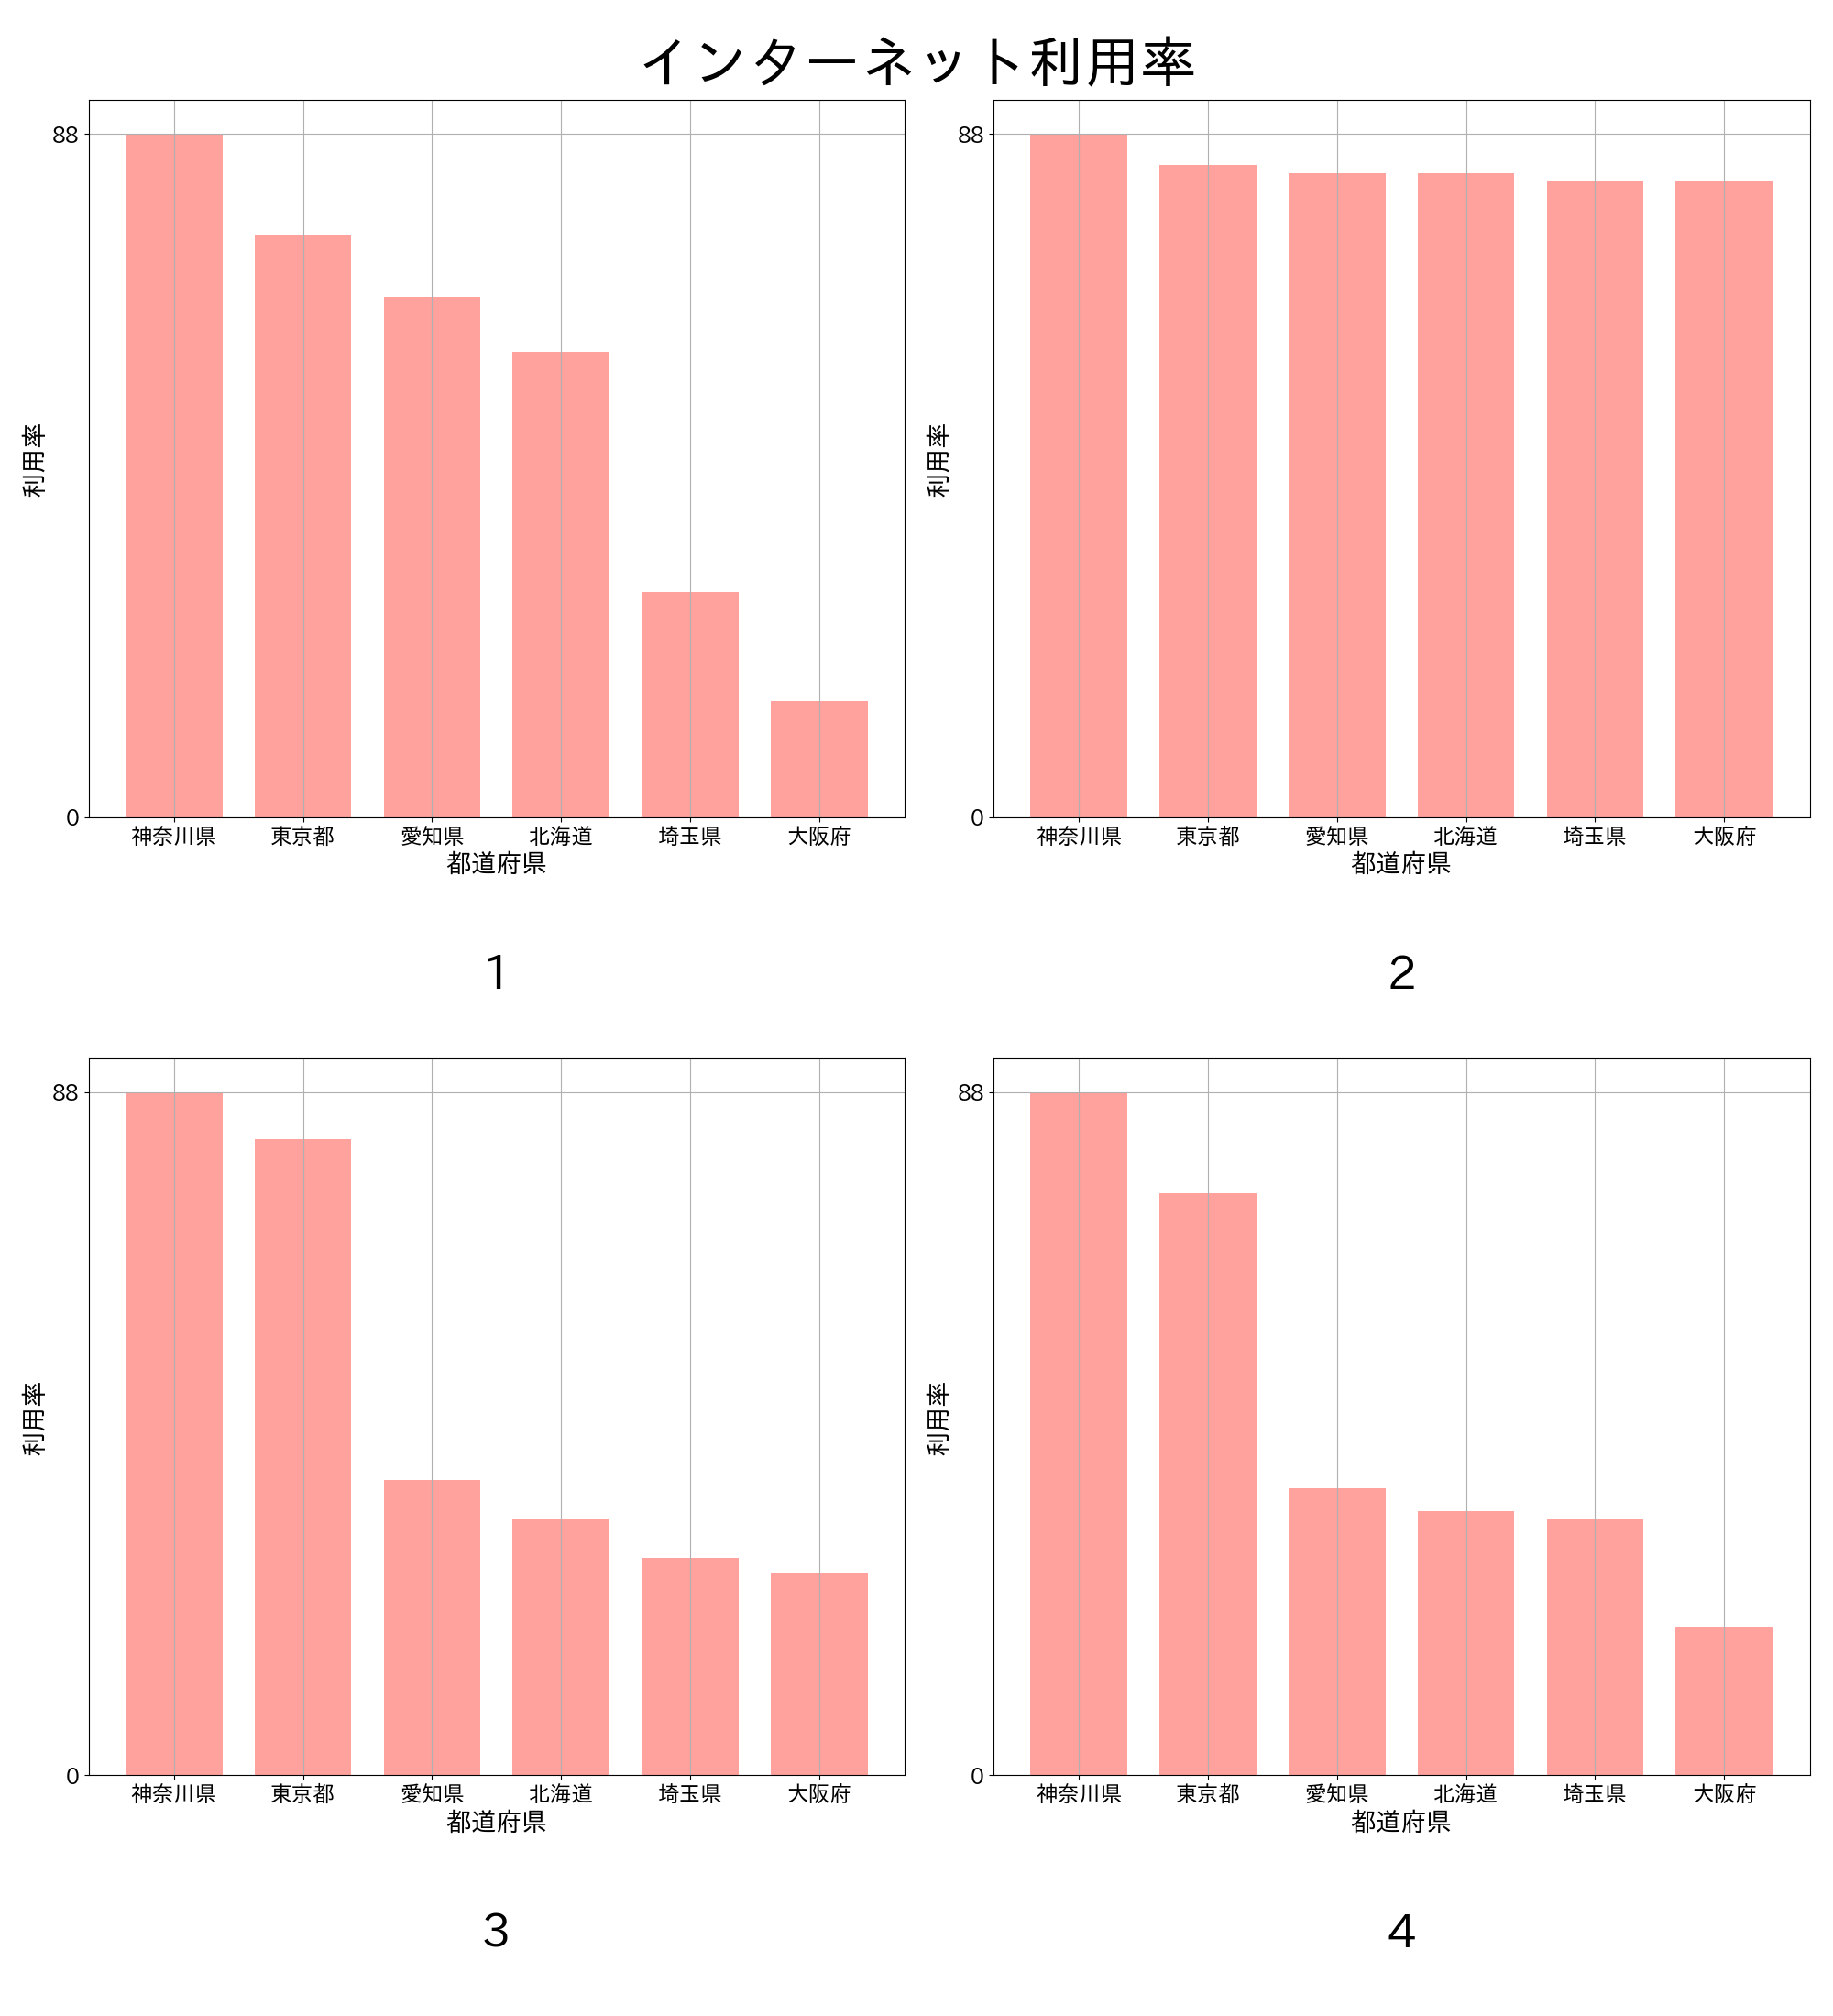 インターネット利用率
88
0
利用率
神奈川県 東京都 愛知県 北海道 埼玉県 大阪府
都道府県
1
88
0
利用率
神奈川県 東京都 愛知県 北海道 埼玉県 大阪府
都道府県
2
88
0
利用率
神奈川県 東京都 愛知県 北海道 埼玉県 大阪府
都道府県
3
88
0
利用率
神奈川県 東京都 愛知県 北海道 埼玉県 大阪府
都道府県
4